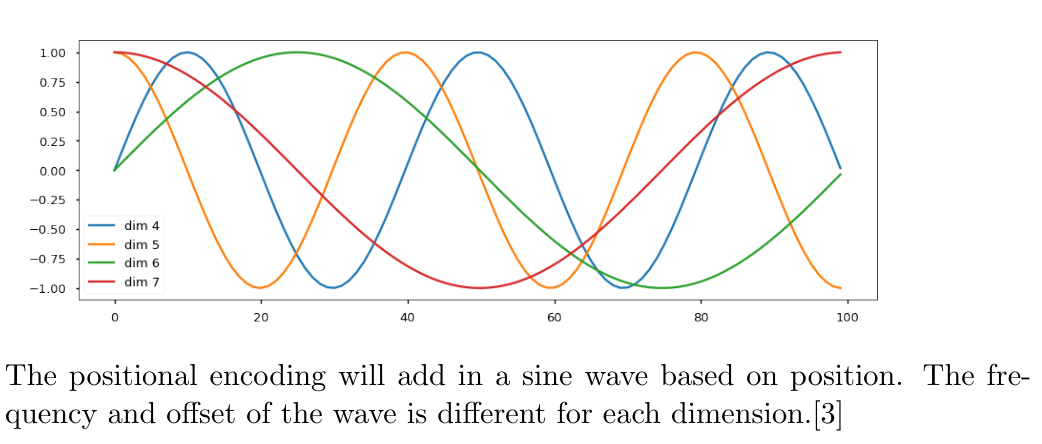 1.00
0.75
0.50
0.25
0.00
−0.25
−0.50
−0.75
−1.00
dim 4
dim 5
dim 6
dim 7
0 20 40 60 80 100
The positional encoding will add in a sine wave based on position. The fre-
quency and offset of the wave is different for each dimension.[3]